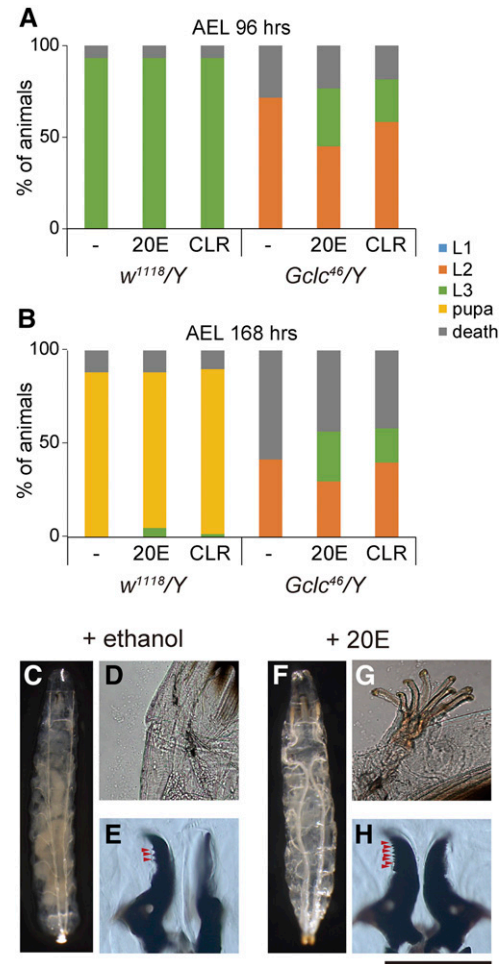 A
AEL 96 hrs
% of animals
100
50
0
- 20E CLR - 20E CLR
w1118/Y Gclc46/Y
L1
L2
L3
pupa
death
B
AEL 168 hrs
% of animals
100
50
0
- 20E CLR - 20E CLR
w1118/Y Gclc46/Y
+ ethanol + 20E
C D F G
E H